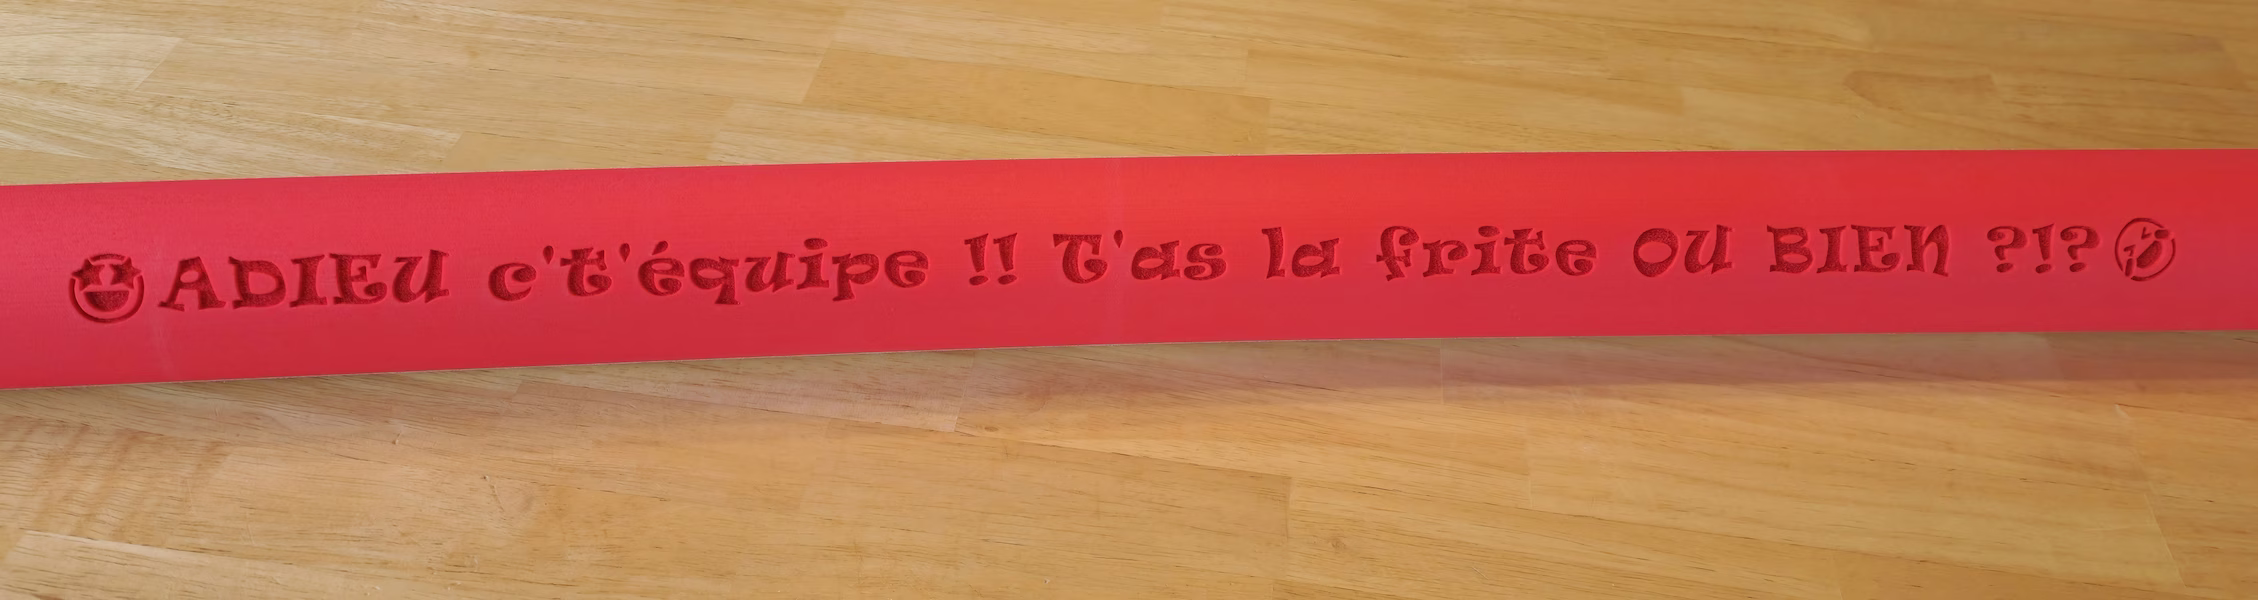 🤩ADIEU c't'équipe !! T'as la frite OU BIEN ?!?🤣